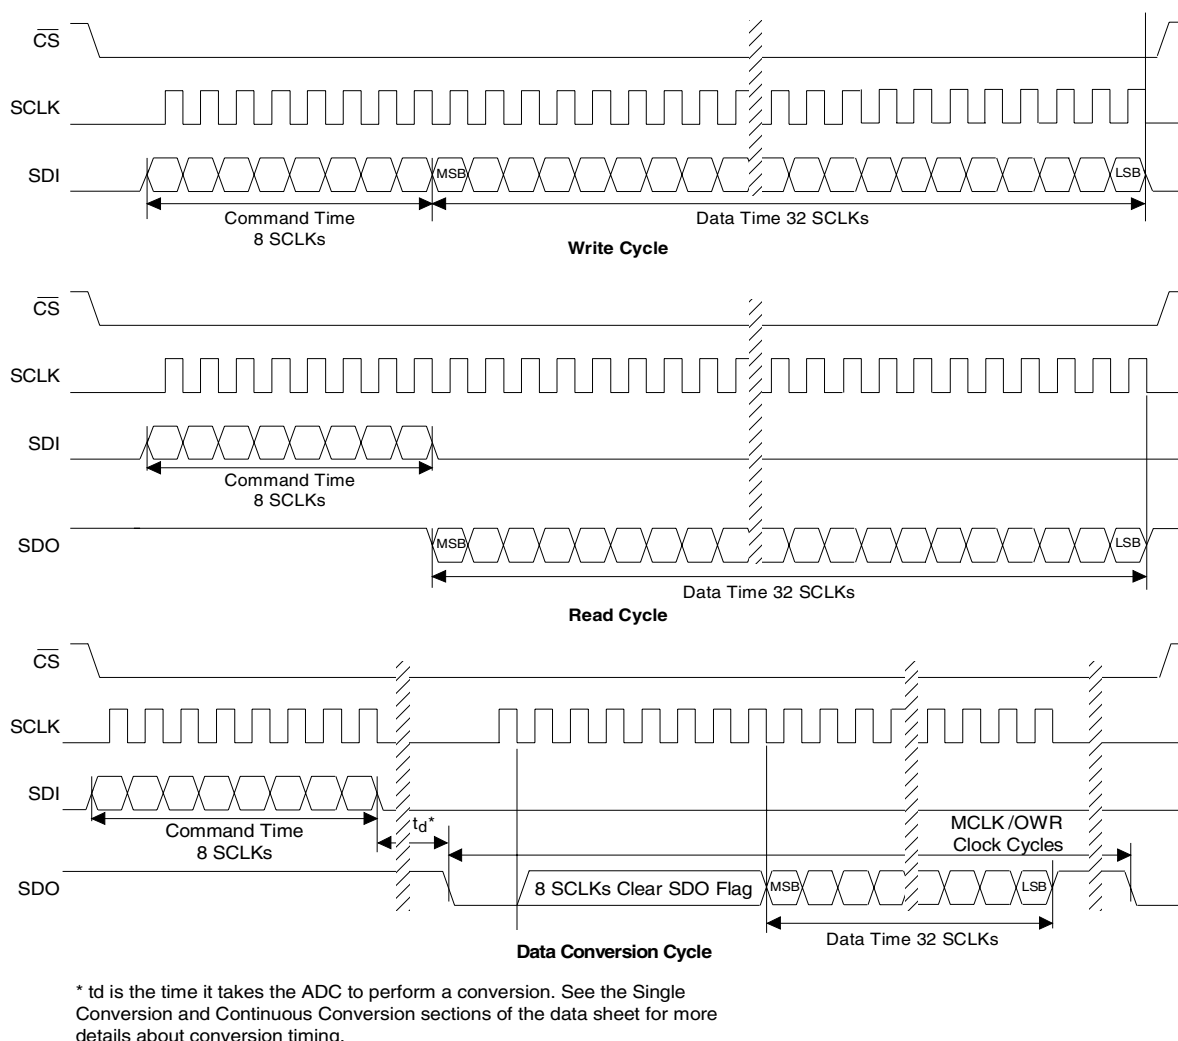 CS
SCLK
SDI
MSB
LSB
Command Time
8 SCLKs
Data Time 32 SCLKs
Write Cycle
CS
SCLK
SDI
Command Time
8 SCLKs
SDO
MSB
LSB
Data Time 32 SCLKs
Read Cycle
CS
SCLK
SDI
Command Time
8 SCLKs
td*
MCLK /OWR
Clock Cycles
SDO
8 SCLKs Clear SDO Flag
MSB
LSB
Data Time 32 SCLKs
Data Conversion Cycle
* td is the time it takes the ADC to perform a conversion. See the Single
Conversion and Continuous Conversion sections of the data sheet for more
details about conversion timing.